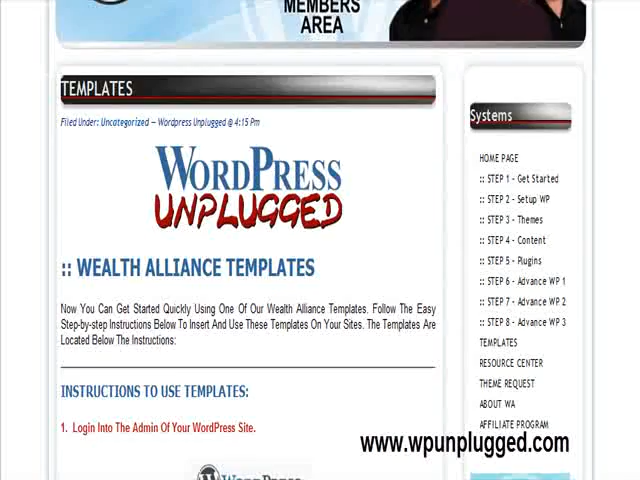 MEMBERS
AREA
TEMPLATES
Filed Under: Uncategorized — Wordpress Unplugged @ 4:15 Pm
WORDPRESS
UNPLUGGED
:: WEALTH ALLIANCE TEMPLATES
Now You Can Get Started Quickly Using One Of Our Wealth Alliance Templates. Follow The Easy
Step-by-step Instructions Below To Insert And Use These Templates On Your Sites. The Templates Are
Located Below The Instructions:
INSTRUCTIONS TO USE TEMPLATES:
1. Login Into The Admin Of Your WordPress Site.
WORDPRESS
Systems
HOME PAGE
:: STEP 1 - Get Started
:: STEP 2 - Setup WP
:: STEP 3 - Themes
:: STEP 4 - Content
:: STEP 5 - Plugins
:: STEP 6 - Advance WP 1
:: STEP 7 - Advance WP 2
:: STEP 8 - Advance WP 3
TEMPLATES
RESOURCE CENTER
THEME REQUEST
ABOUT WA
AFFILIATE PROGRAM
www.wpunplugged.com